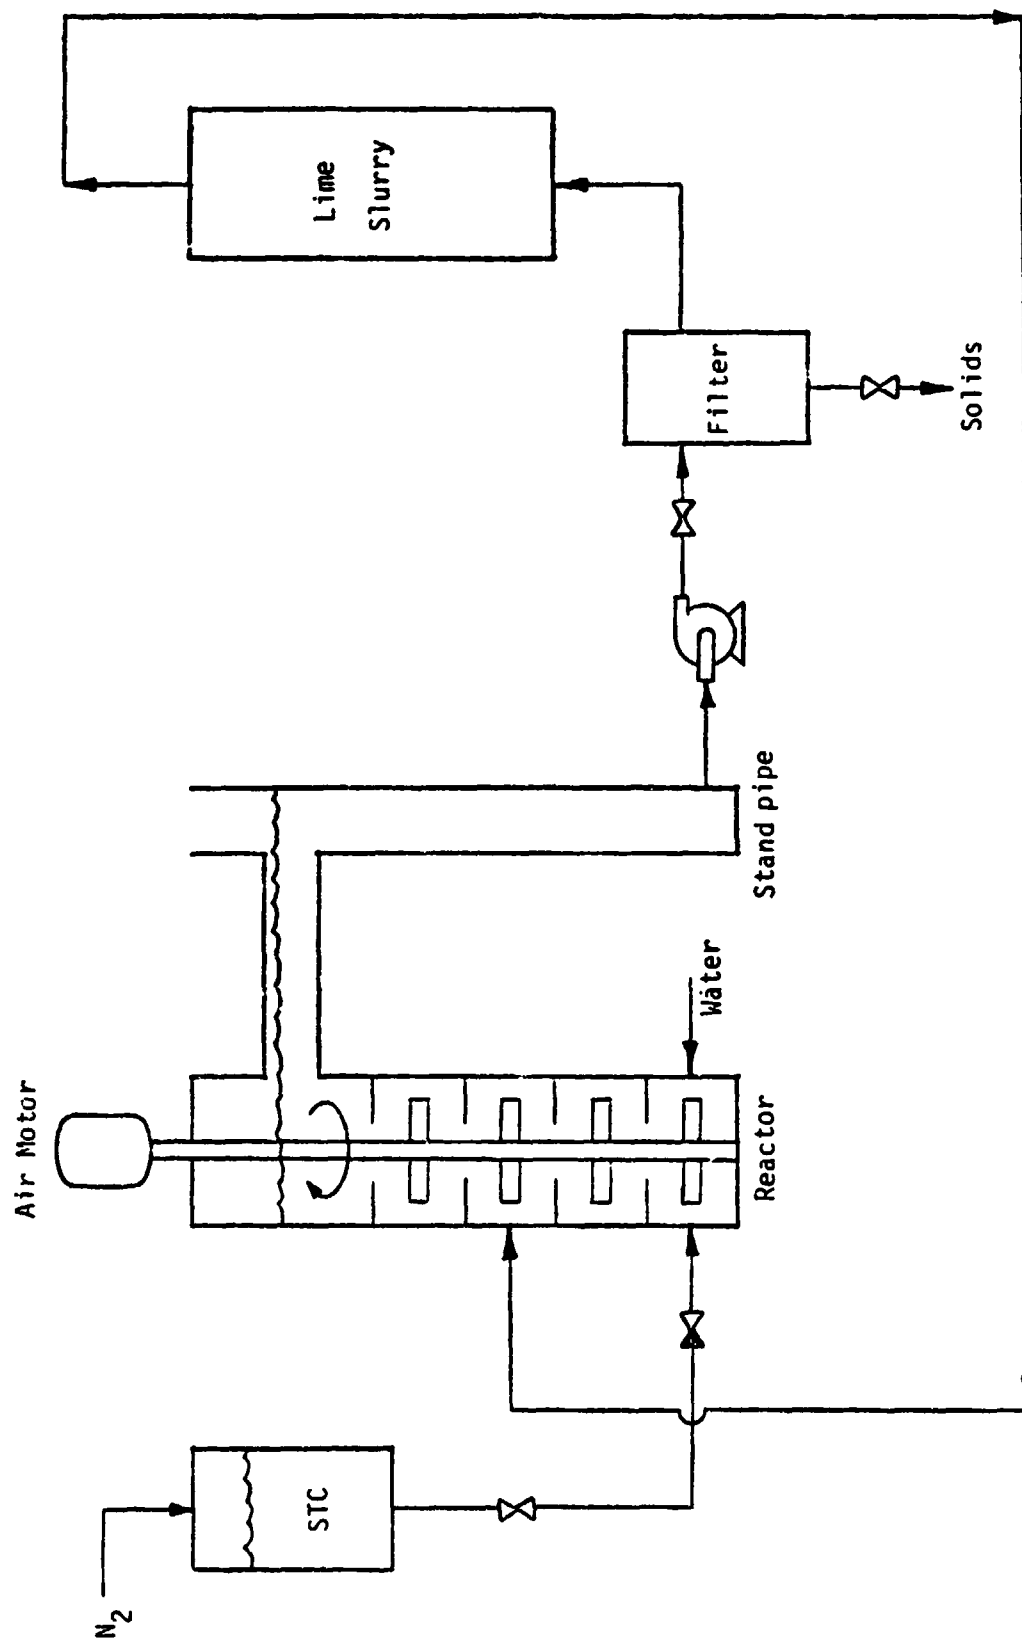 N2
STC
Air Motor
Reactor
Water
Stand pipe
Filter
Solids
Lime
Slurry